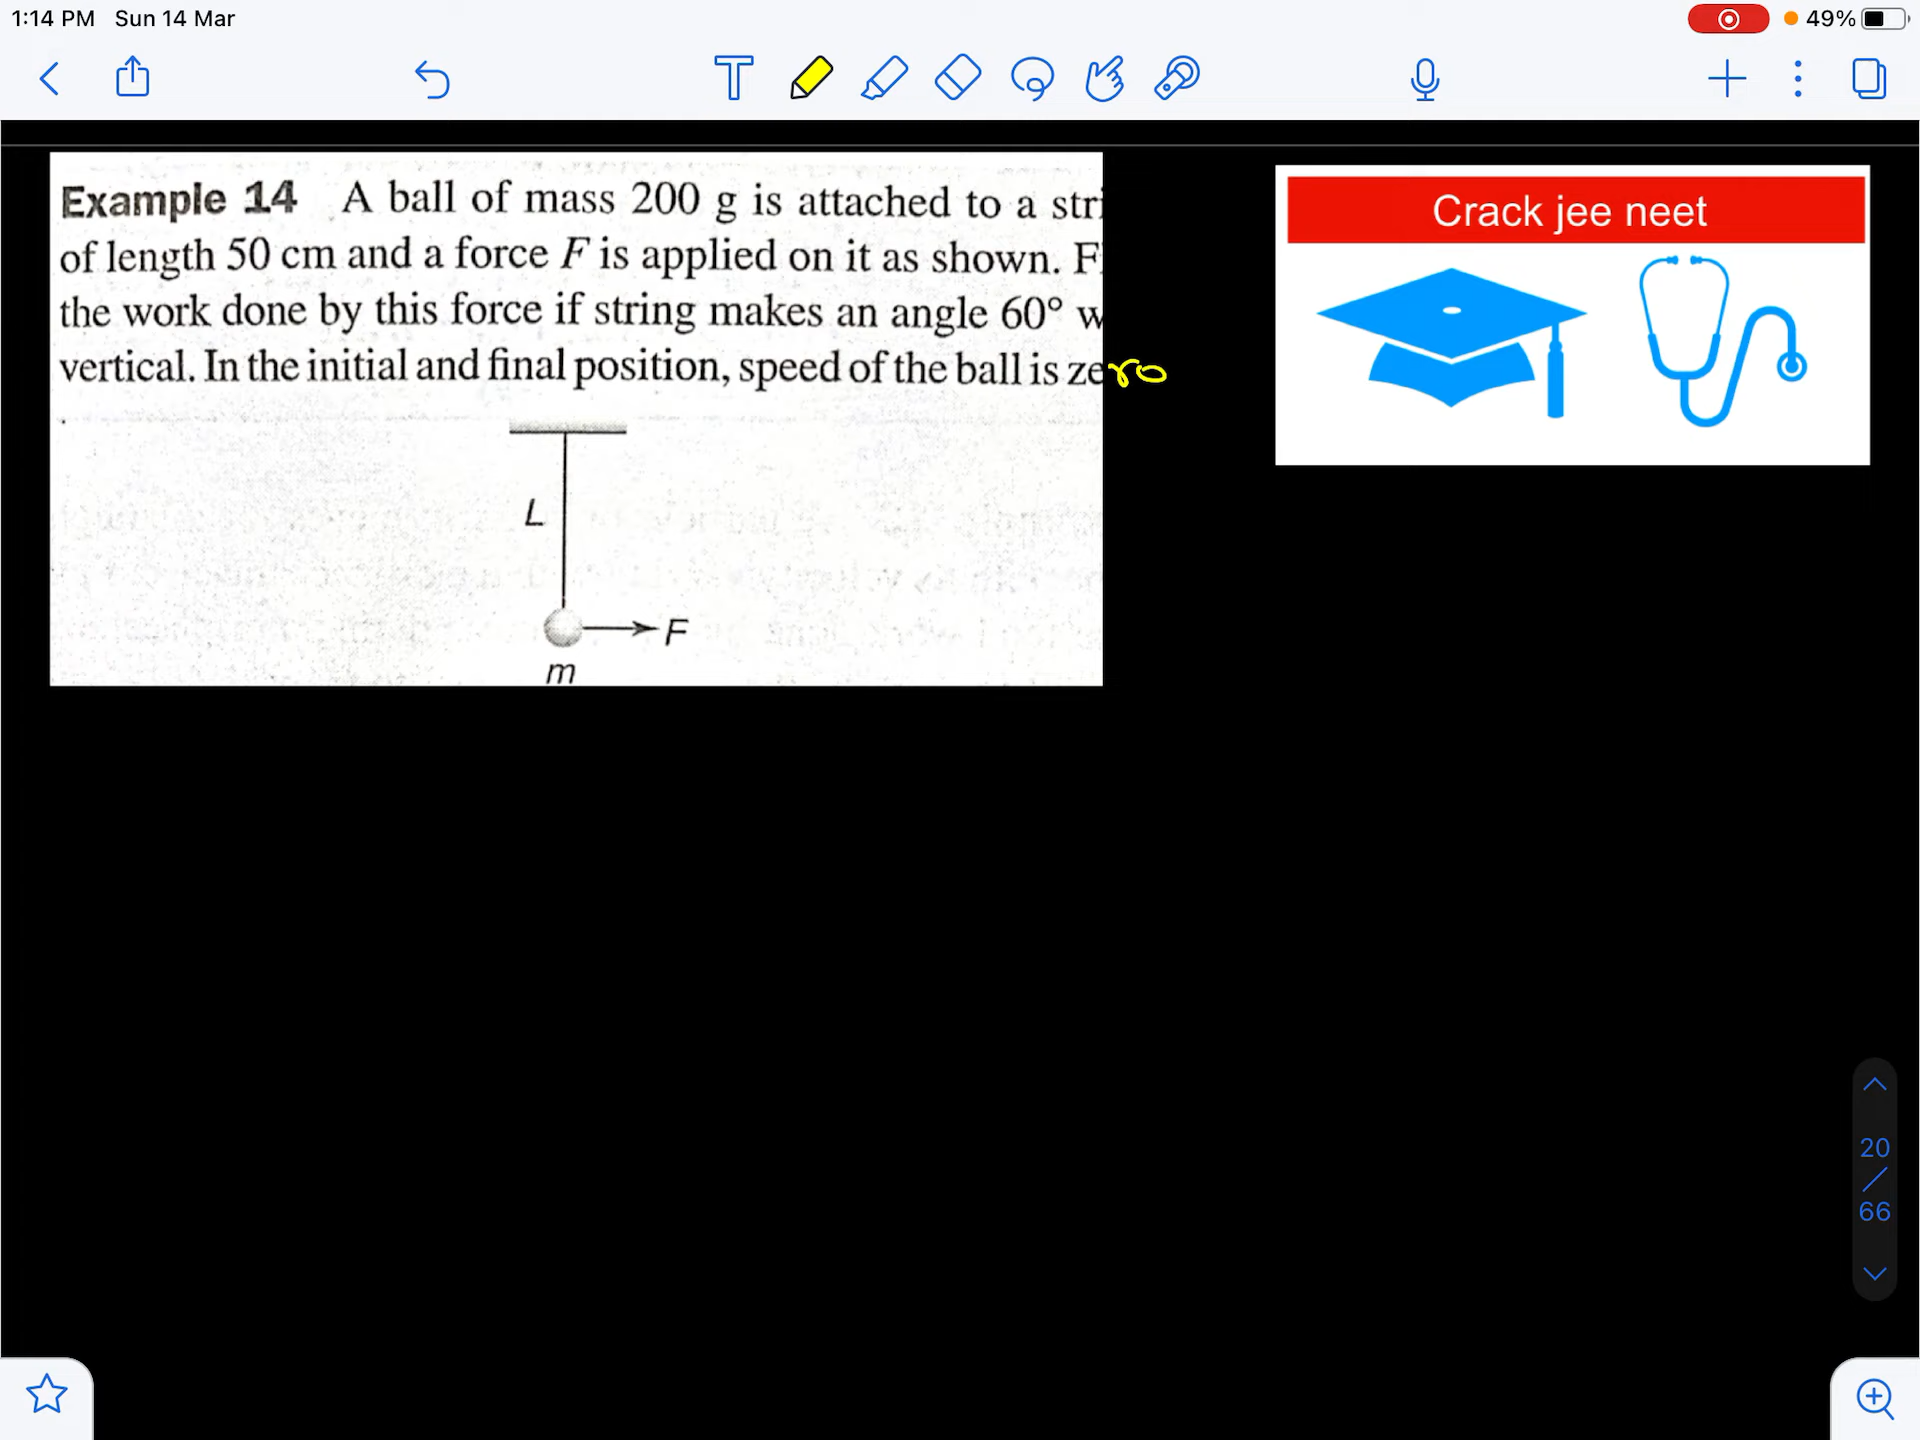 1:14 PM Sun 14 Mar
49%
Example 14 A ball of mass 200 g is attached to a stri
of length 50 cm and a force F is applied on it as shown. F
the work done by this force if string makes an angle 60° w
vertical. In the initial and final position, speed of the ball is zero
L
F
m
Crack jee neet
20
66